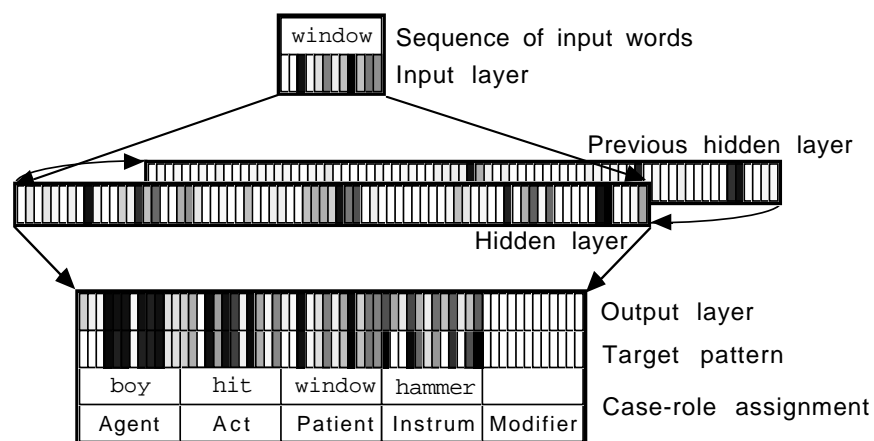 window Sequence of input words
Input layer
Previous hidden layer
Hidden layer
Output layer
Target pattern
boy hit window hammer
Case-role assignment
Agent Act Patient Instrum Modifier